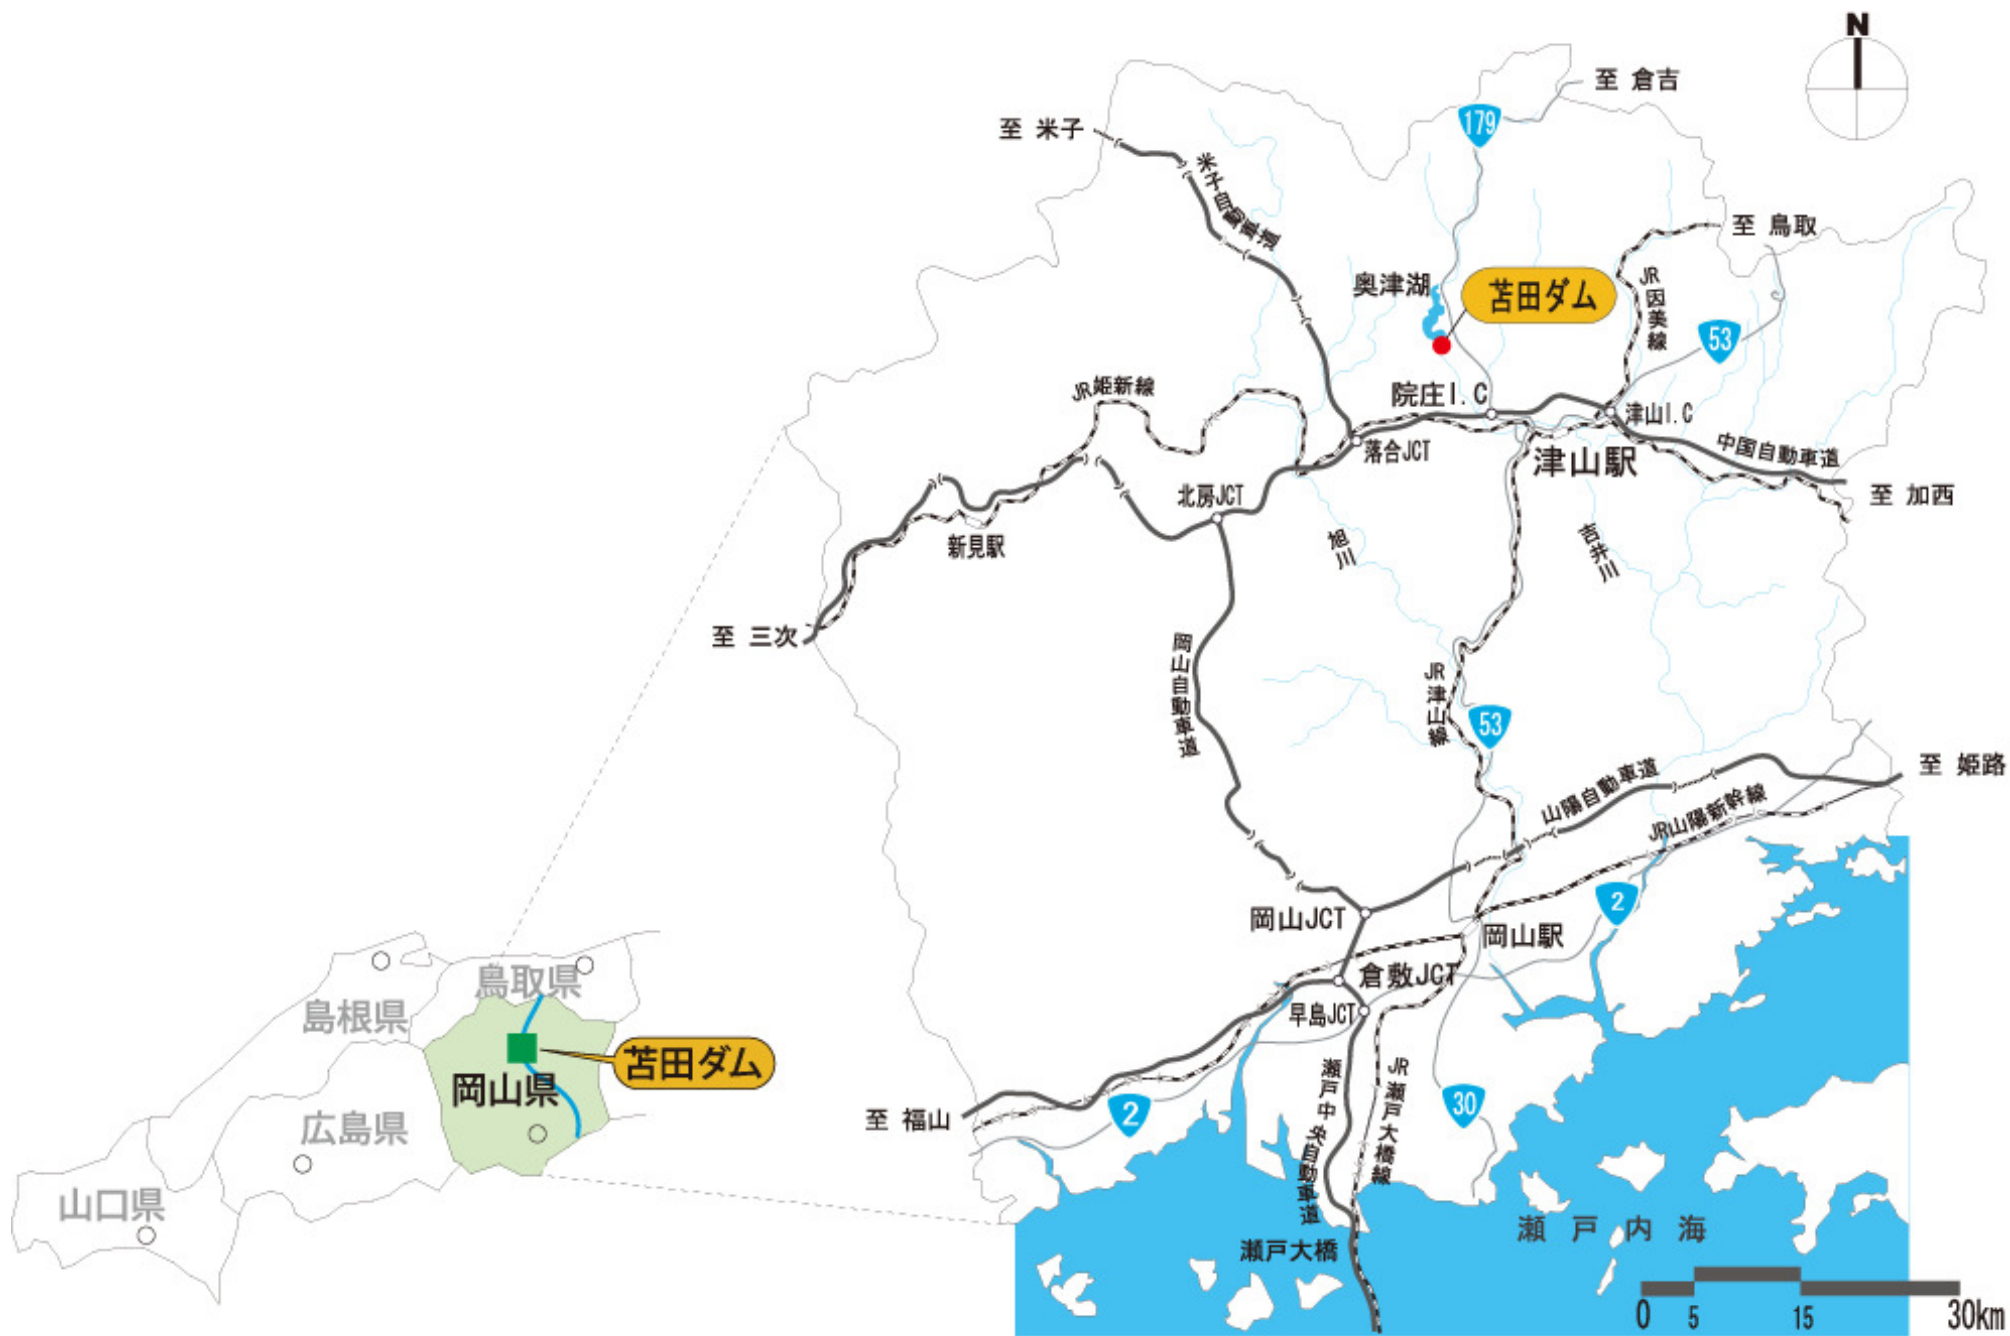 N
至 倉吉
179
至 米子
米子自動車道
至 鳥取
奥津湖
苫田ダム
JR因美線
53
JR姫新線
院庄I.C
津山I.C
落合JCT
津山駅
中国自動車道
至 加西
北房JCT
新見駅
旭川
吉井川
至 三次
岡山自動車道
JR津山線
53
至 姫路
山陽自動車道
JR山陽新幹線
2
岡山JCT
岡山駅
倉敷JCT
早島JCT
瀬戸中央自動車道
JR瀬戸大橋線
30
至 福山
2
瀬戸内海
瀬戸大橋
0 5 15 30km
鳥取県
島根県
苫田ダム
岡山県
広島県
山口県